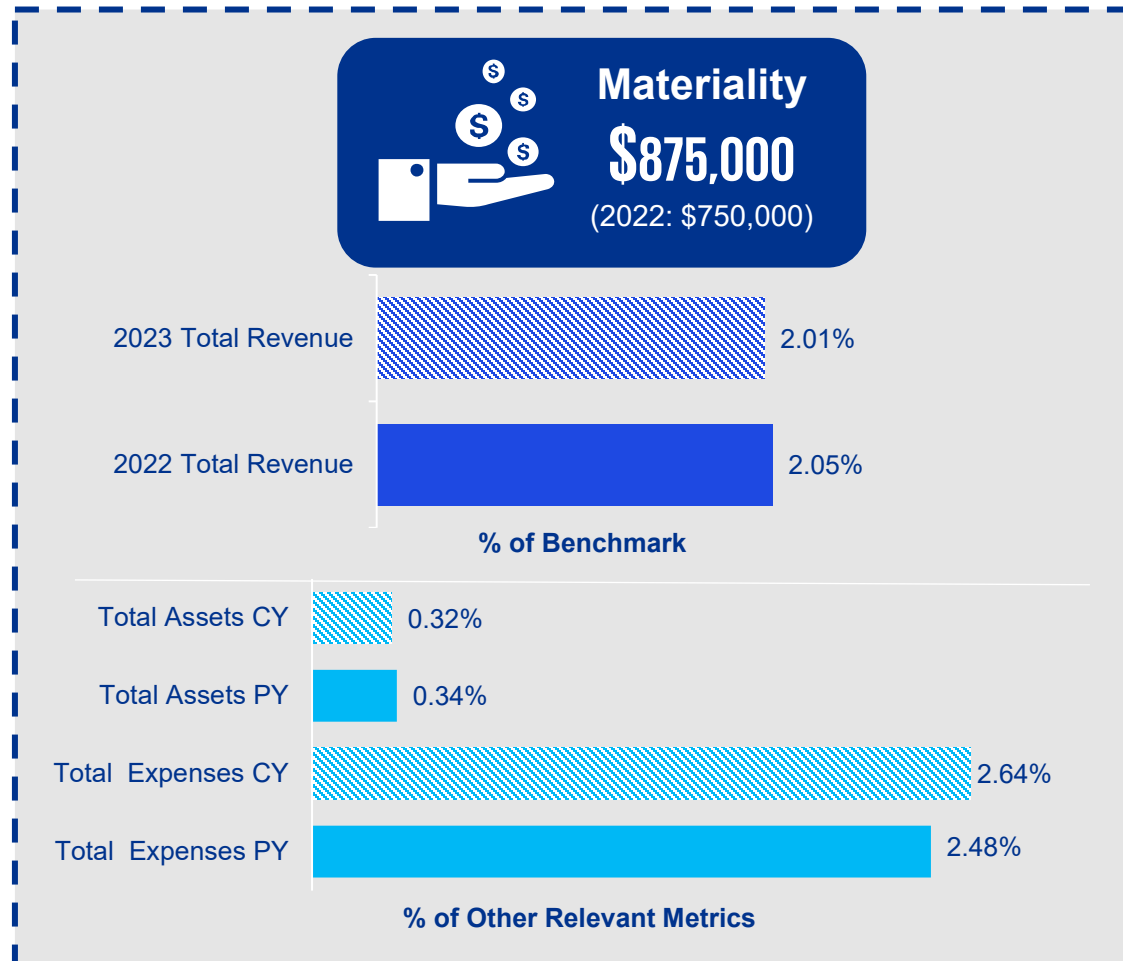 Materiality
$875,000
(2022: $750,000)
$
$
$
$
2023 Total Revenue 2.01%
2022 Total Revenue 2.05%
% of Benchmark
Total Assets CY 0.32%
Total Assets PY 0.34%
Total Expenses CY 2.64%
Total Expenses PY 2.48%
% of Other Relevant Metrics